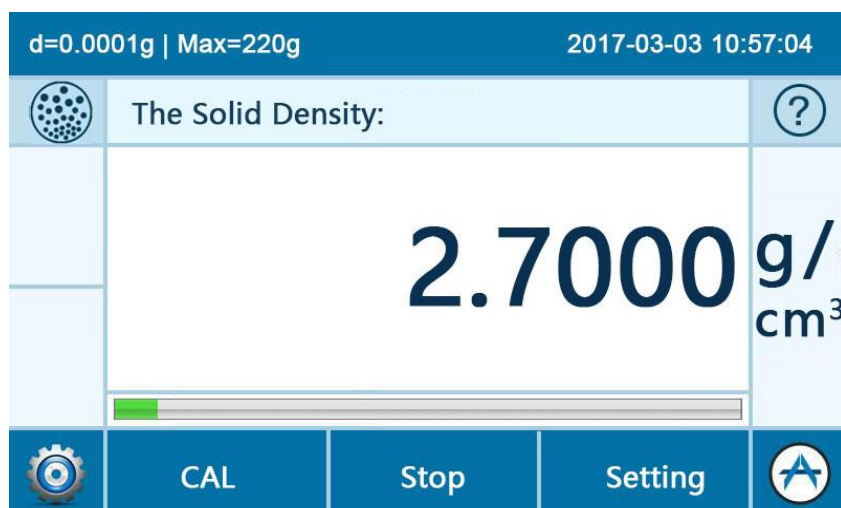 d=0.0001g | Max=220g 2017-03-03 10:57:04
The Solid Density: ?
2.7000 g/
cm³
CAL Stop Setting